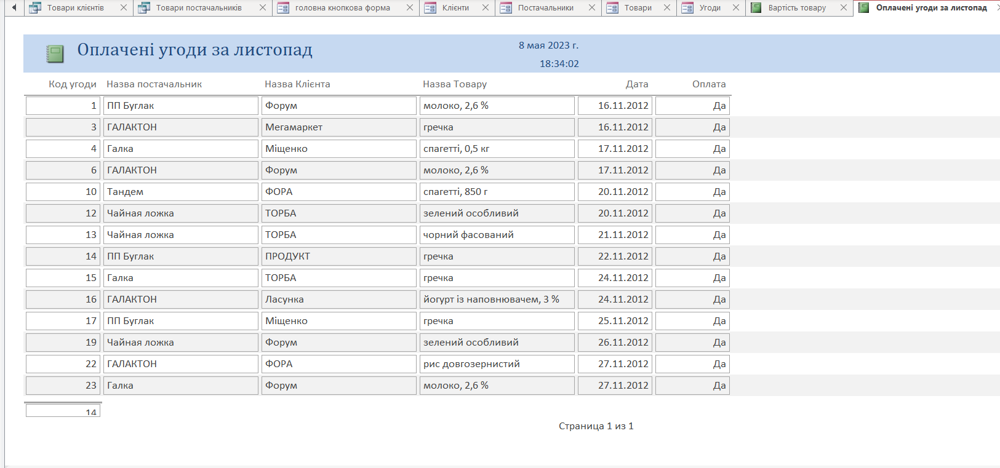 Товари клієнтів Товари постачальників головна кнопкова форма Клієнти Постачальники Товари Угоди Вартість товару Оплачені угоди за листопад
Оплачені угоди за листопад 8 мая 2023 г.
18:34:02
Код угоди Назва постачальник Назва Клієнта Назва Товару Дата Оплата
1 ПП Буглак Форум молоко, 2,6 % 16.11.2012 Да
3 ГАЛАКТОН Мегамаркет гречка 16.11.2012 Да
4 Галка Міщенко спагетті, 0,5 кг 17.11.2012 Да
6 ГАЛАКТОН Форум молоко, 2,6 % 17.11.2012 Да
10 Тандем ФОРА спагетті, 850 г 20.11.2012 Да
12 Чайная ложка ТОРБА зелений особливий 20.11.2012 Да
13 Чайная ложка ТОРБА чорний фасований 21.11.2012 Да
14 ПП Буглак ПРОДУКТ гречка 22.11.2012 Да
15 Галка ТОРБА гречка 24.11.2012 Да
16 ГАЛАКТОН Ласунка йогурт із наповнювачем, 3 % 24.11.2012 Да
17 ПП Буглак Міщенко гречка 25.11.2012 Да
19 Чайная ложка Форум зелений особливий 26.11.2012 Да
22 ГАЛАКТОН ФОРА рис довгозернистий 27.11.2012 Да
23 Галка Форум молоко, 2,6 % 27.11.2012 Да
14
Страница 1 из 1